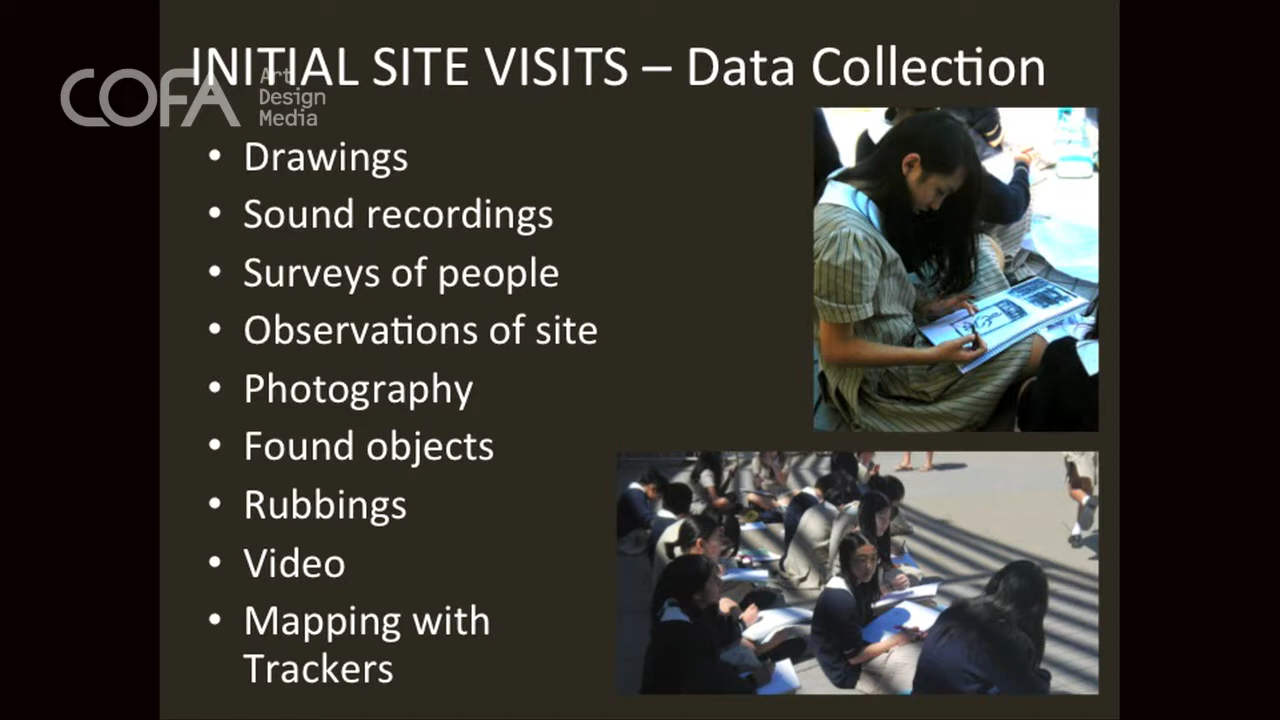 INITIAL SITE VISITS – Data Collection
COFA
Art
Design
Media
• Drawings
• Sound recordings
• Surveys of people
• Observations of site
• Photography
• Found objects
• Rubbings
• Video
• Mapping with
Trackers